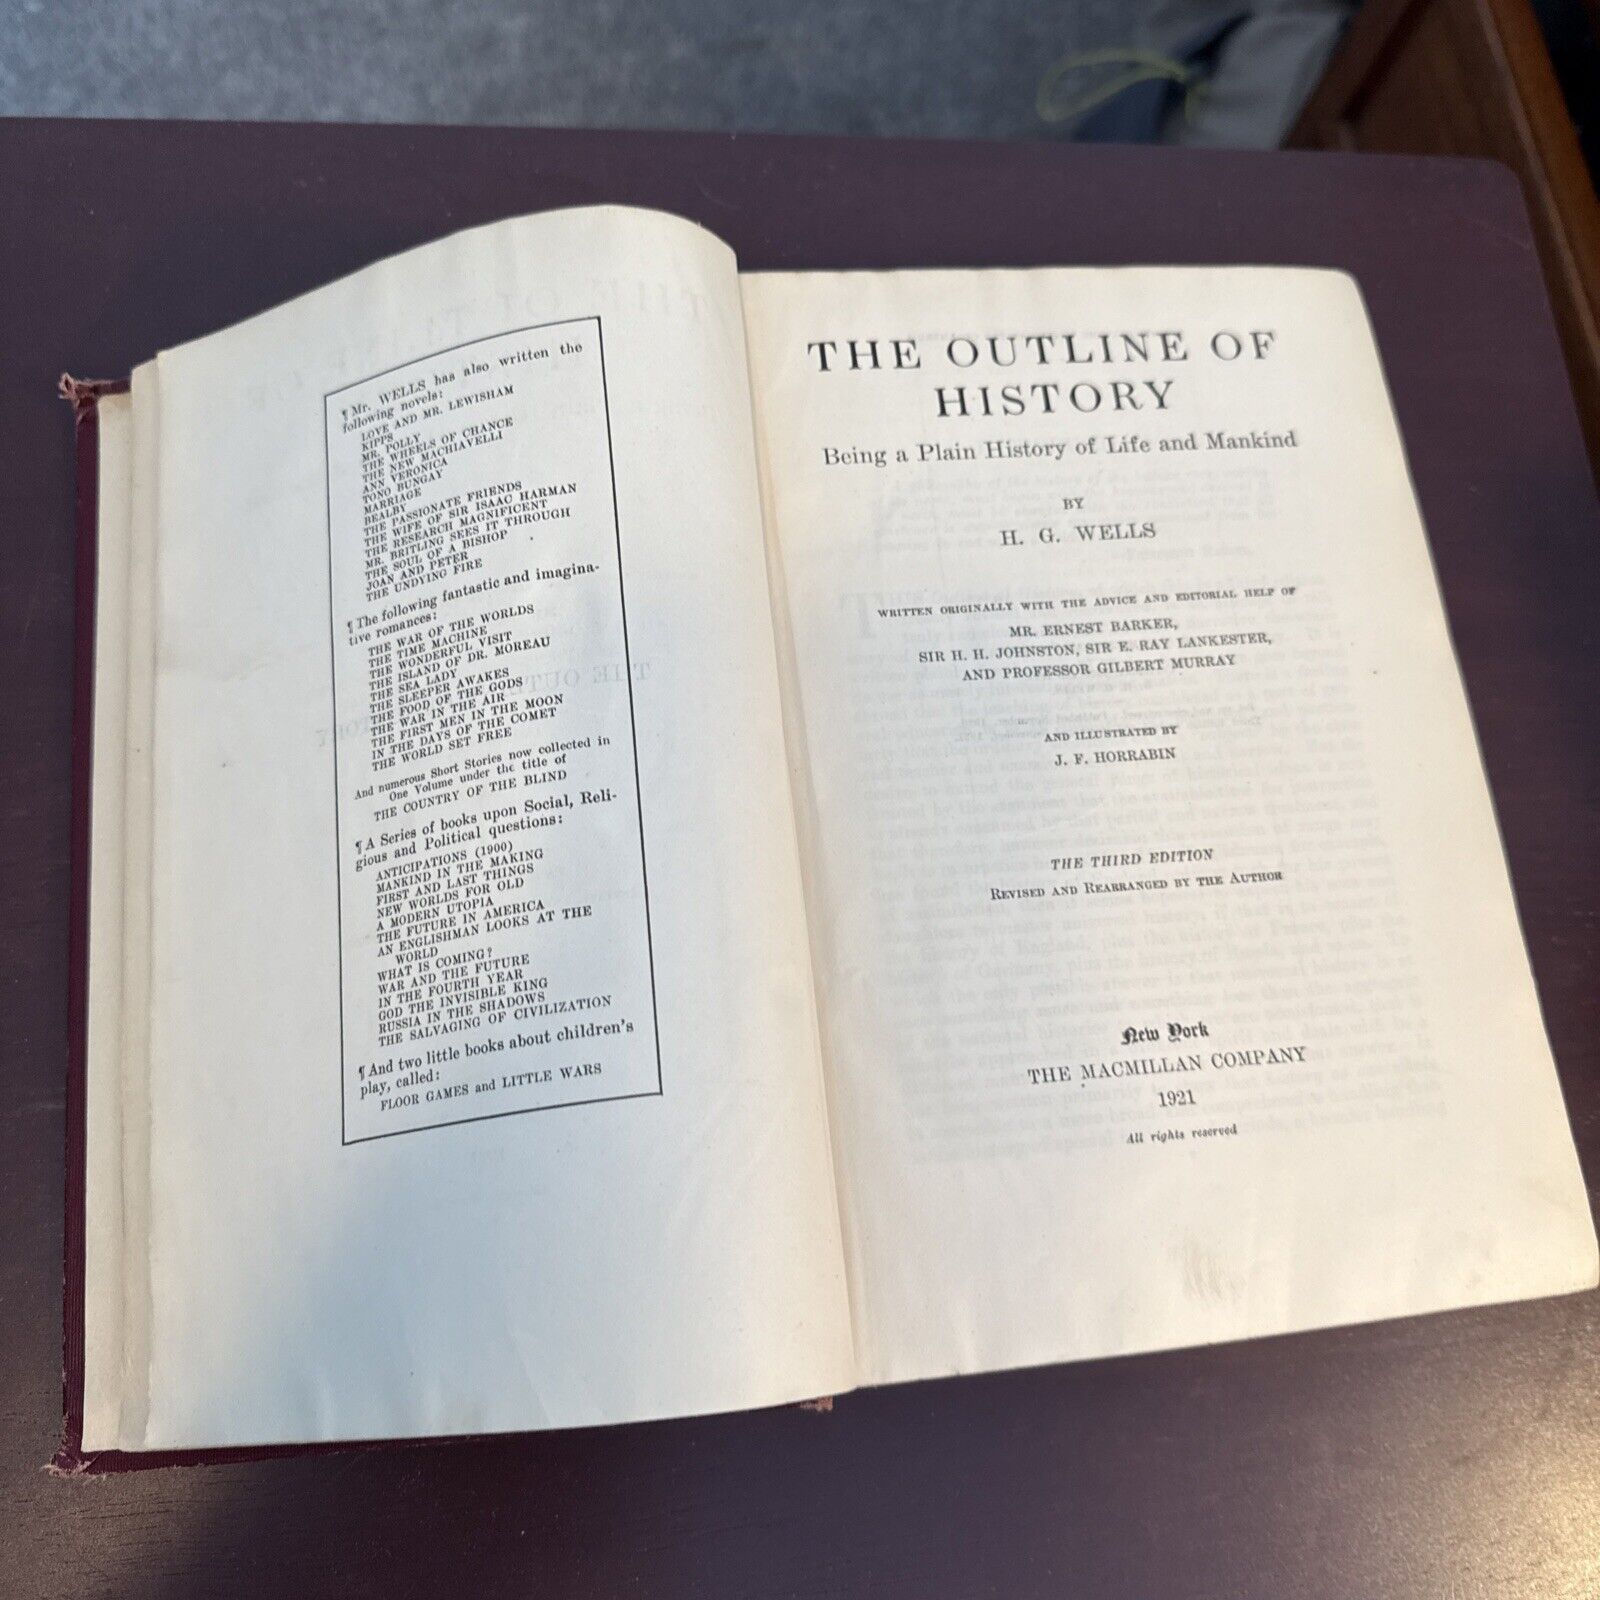 ¶ Mr. WELLS has also written the
following novels:
LOVE AND MR. LEWISHAM
KIPPS
MR. POLLY
THE WHEELS OF CHANCE
THE NEW MACHIAVELLI
ANN VERONICA
TONO BUNGAY
MARRIAGE
BEALBY
THE PASSIONATE FRIENDS
THE WIFE OF SIR ISAAC HARMAN
THE RESEARCH MAGNIFICENT
MR. BRITLING SEES IT THROUGH
THE SOUL OF A BISHOP
JOAN AND PETER
THE UNDYING FIRE
¶ The following fantastic and imagina-
tive romances:
THE WAR OF THE WORLDS
THE TIME MACHINE
THE WONDERFUL VISIT
THE ISLAND OF DR. MOREAU
THE SEA LADY
THE SLEEPER AWAKES
THE FOOD OF THE GODS
THE WAR IN THE AIR
THE FIRST MEN IN THE MOON
IN THE DAYS OF THE COMET
THE WORLD SET FREE
And numerous Short Stories now collected in
One Volume under the title of
THE COUNTRY OF THE BLIND
¶ A Series of books upon Social, Reli-
gious and Political questions:
ANTICIPATIONS (1900)
MANKIND IN THE MAKING
FIRST AND LAST THINGS
NEW WORLDS FOR OLD
A MODERN UTOPIA
THE FUTURE IN AMERICA
AN ENGLISHMAN LOOKS AT THE
WORLD
WHAT IS COMING?
WAR AND THE FUTURE
IN THE FOURTH YEAR
GOD THE INVISIBLE KING
RUSSIA IN THE SHADOWS
THE SALVAGING OF CIVILIZATION
¶ And two little books about children's
play, called:
FLOOR GAMES and LITTLE WARS
THE OUTLINE OF
HISTORY
Being a Plain History of Life and Mankind
BY
H. G. WELLS
WRITTEN ORIGINALLY WITH THE ADVICE AND EDITORIAL HELP OF
MR. ERNEST BARKER,
SIR H. H. JOHNSTON, SIR E. RAY LANKESTER,
AND PROFESSOR GILBERT MURRAY
AND ILLUSTRATED BY
J. F. HORRABIN
THE THIRD EDITION
REVISED AND REARRANGED BY THE AUTHOR
New York
THE MACMILLAN COMPANY
1921
All rights reserved